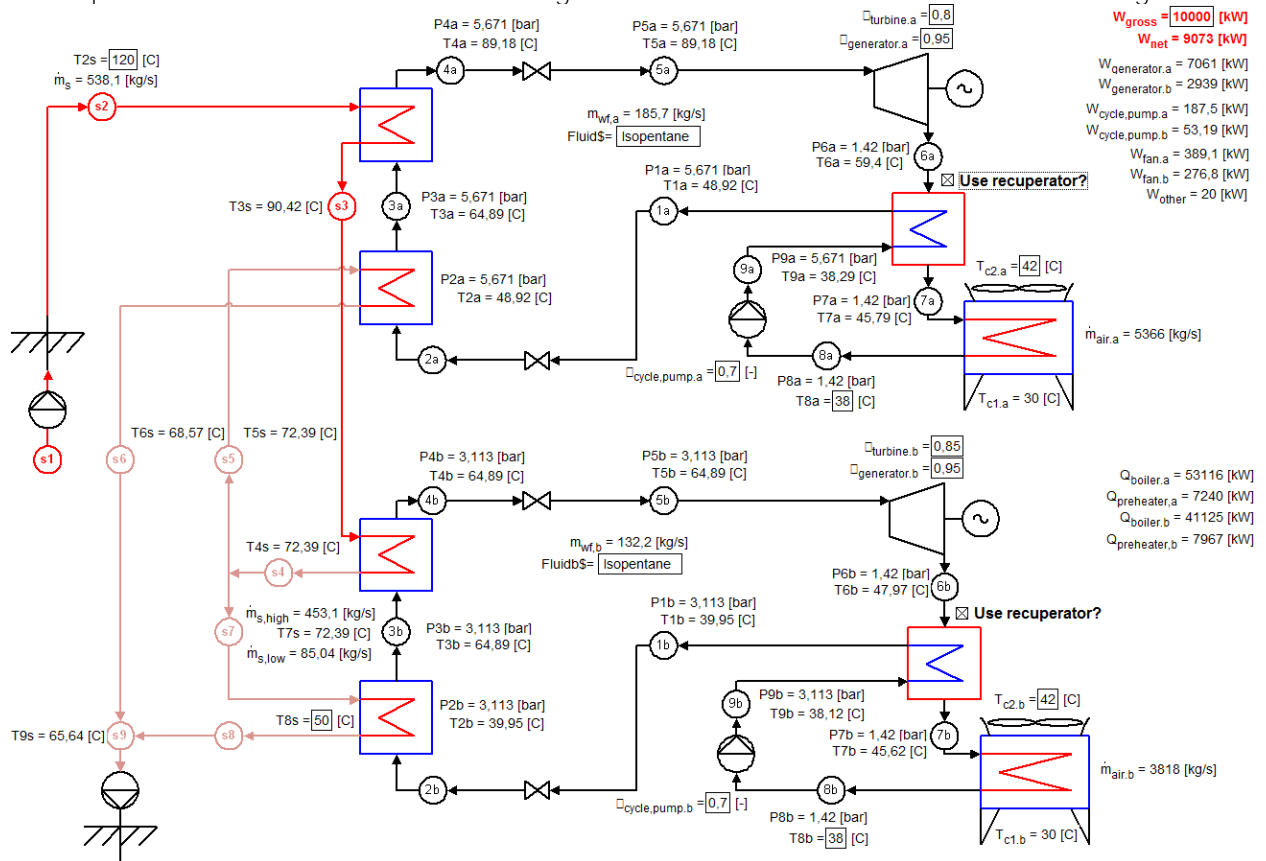 P4a = 5,671 [bar]
T4a = 89,18 [C]
P5a = 5,671 [bar]
T5a = 89,18 [C]
□turbine.a = 0,8
□generator.a = 0,95
Wgross = 10000 [kW]
Wnet = 9073 [kW]
Wgenerator.a = 7061 [kW]
Wgenerator.b = 2939 [kW]
Wcycle,pump.a = 187,5 [kW]
Wcycle,pump.b = 53,19 [kW]
Wfan.a = 389,1 [kW]
Wfan.b = 276,8 [kW]
Wother = 20 [kW]
T2s = 120 [C]
ṁs = 538,1 [kg/s]
s2
4a
5a
~
mwf,a = 185,7 [kg/s]
Fluid$= Isopentane
P6a = 1,42 [bar]
T6a = 59,4 [C]
6a
☒ Use recuperator?
P1a = 5,671 [bar]
T1a = 48,92 [C]
1a
T3s = 90,42 [C]
s3
3a
P3a = 5,671 [bar]
T3a = 64,89 [C]
9a
P9a = 5,671 [bar]
T9a = 38,29 [C]
P2a = 5,671 [bar]
T2a = 48,92 [C]
P7a = 1,42 [bar]
T7a = 45,79 [C]
7a
Tc2.a = 42 [C]
ṁair.a = 5366 [kg/s]
2a
□cycle,pump.a = 0,7 [-]
8a
P8a = 1,42 [bar]
T8a = 38 [C]
Tc1.a = 30 [C]
s1
T6s = 68,57 [C]
s6
s5
T5s = 72,39 [C]
P4b = 3,113 [bar]
T4b = 64,89 [C]
4b
P5b = 3,113 [bar]
T5b = 64,89 [C]
5b
□turbine.b = 0,85
□generator.b = 0,95
~
Qboiler.a = 53116 [kW]
Qpreheater,a = 7240 [kW]
Qboiler.b = 41125 [kW]
Qpreheater,b = 7967 [kW]
T4s = 72,39 [C]
s4
mwf,b = 132,2 [kg/s]
Fluidb$= Isopentane
P6b = 1,42 [bar]
T6b = 47,97 [C]
6b
☒ Use recuperator?
ṁs,high = 453,1 [kg/s]
T7s = 72,39 [C]
ṁs,low = 85,04 [kg/s]
s7
3b
P3b = 3,113 [bar]
T3b = 64,89 [C]
P1b = 3,113 [bar]
T1b = 39,95 [C]
1b
P2b = 3,113 [bar]
T2b = 39,95 [C]
9b
P9b = 3,113 [bar]
T9b = 38,12 [C]
P7b = 1,42 [bar]
T7b = 45,62 [C]
7b
Tc2.b = 42 [C]
T9s = 65,64 [C]
s9
s8
T8s = 50 [C]
ṁair.b = 3818 [kg/s]
2b
□cycle,pump.b = 0,7 [-]
8b
P8b = 1,42 [bar]
T8b = 38 [C]
Tc1.b = 30 [C]